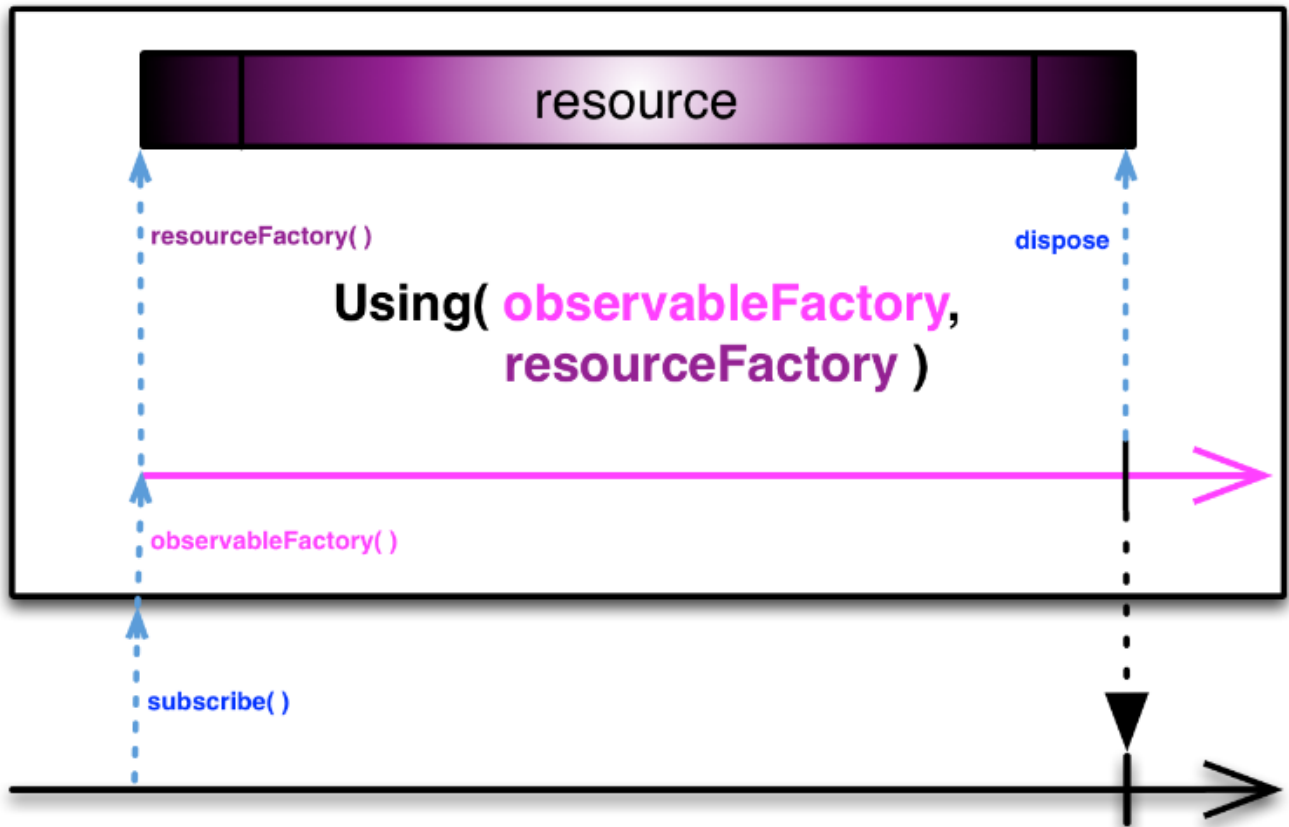 resource
resourceFactory( )
dispose
Using( observableFactory,
resourceFactory )
observableFactory( )
subscribe( )